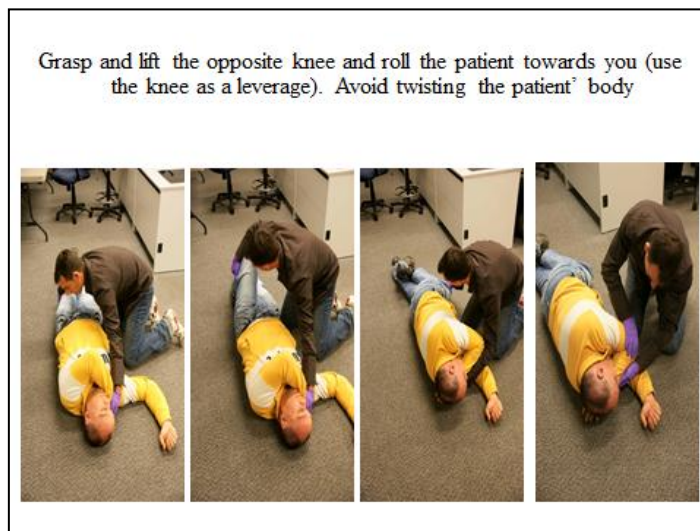 Grasp and lift the opposite knee and roll the patient towards you (use
the knee as a leverage). Avoid twisting the patient’ body